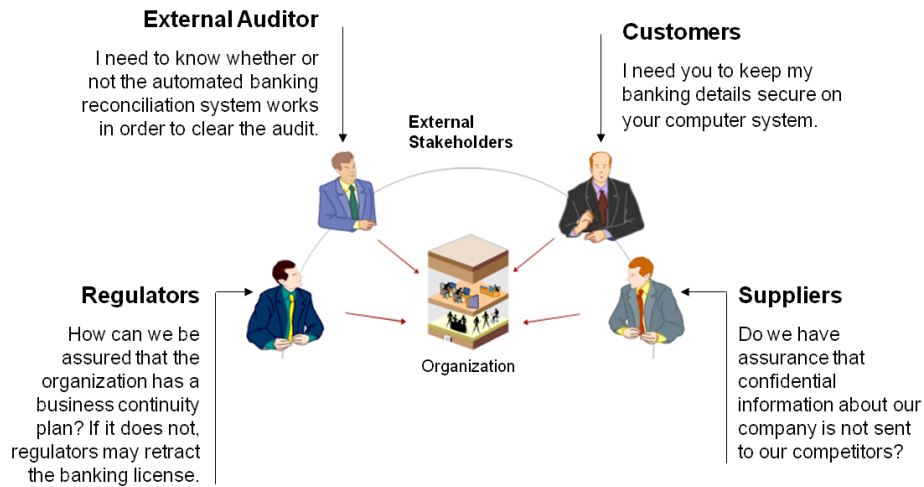 External Auditor
I need to know whether or
not the automated banking
reconciliation system works
in order to clear the audit.
Customers
I need you to keep my
banking details secure on
your computer system.
External
Stakeholders
Regulators
How can we be
assured that the
organization has a
business continuity
plan? If it does not,
regulators may retract
the banking license.
Organization
Suppliers
Do we have
assurance that
confidential
information about our
company is not sent
to our competitors?